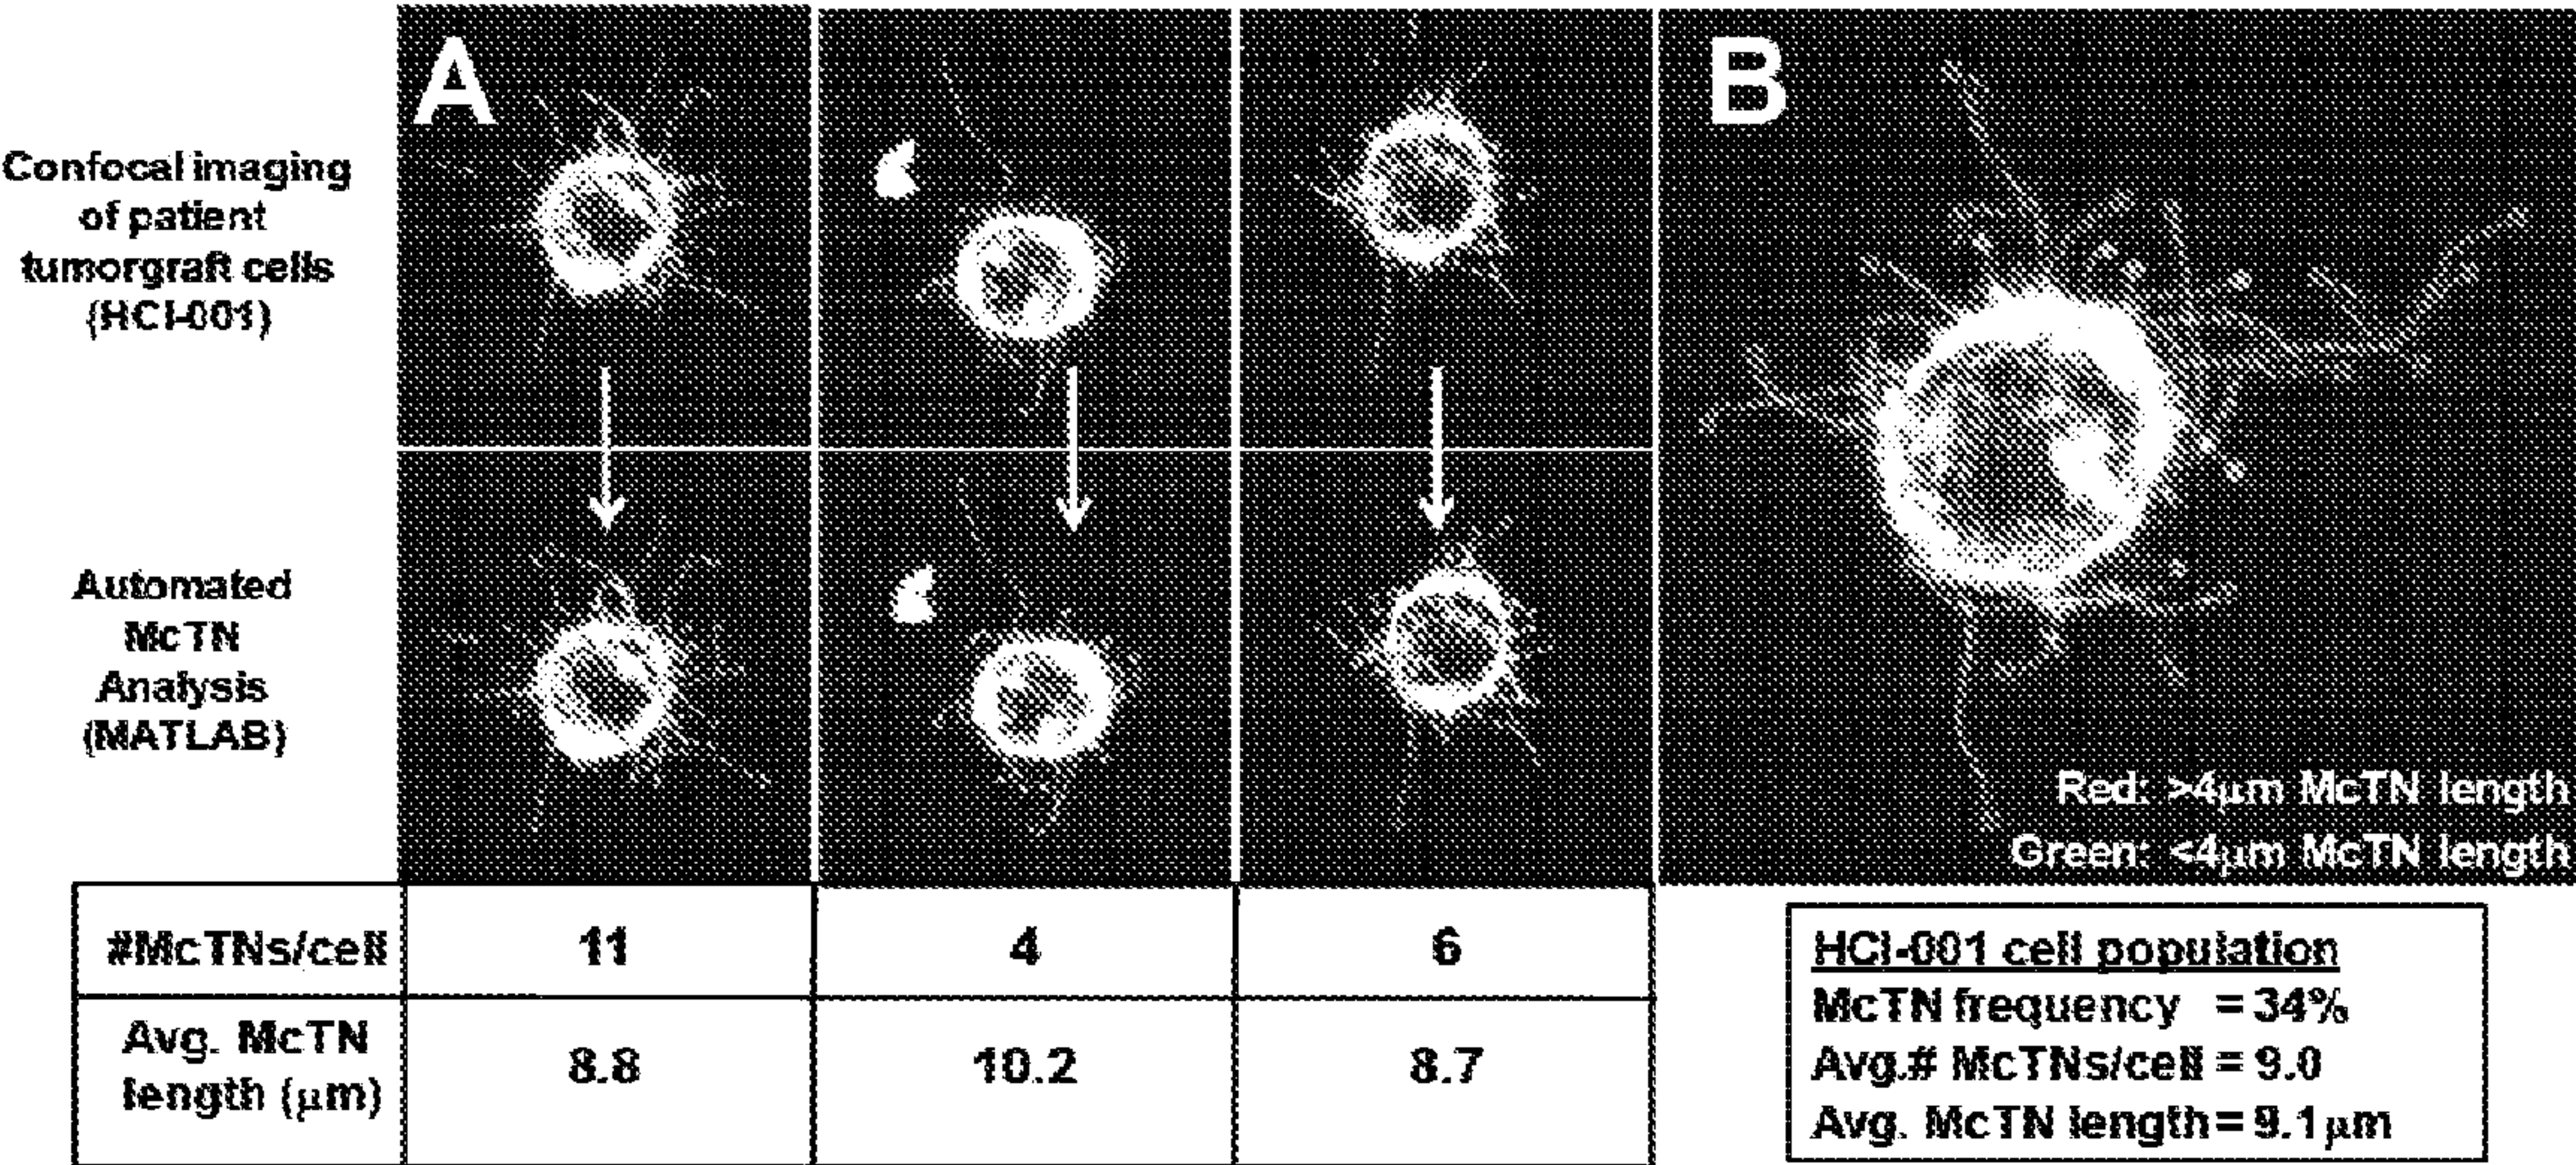 A
B
Confocal imaging
of patient
tumorgraft cells
(HCI-001)
Automated
McTN
Analysis
(MATLAB)
Red: >4μm McTN length
Green: <4μm McTN length
#McTNs/cell 11 4 6
Avg. McTN
length (μm) 8.8 10.2 8.7
HCI-001 cell population
McTN frequency = 34%
Avg.# McTNs/cell = 9.0
Avg. McTN length = 9.1μm